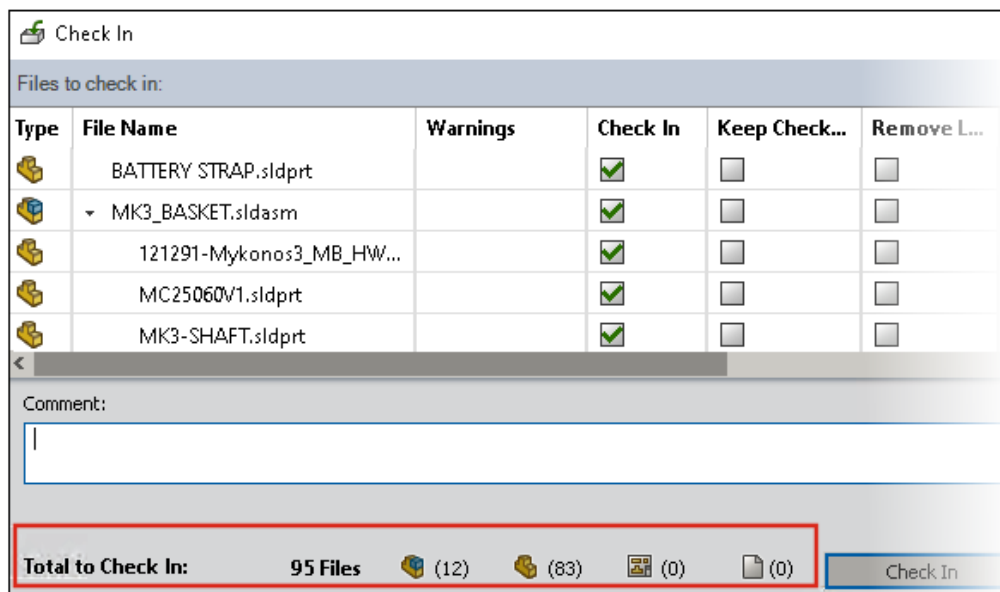 Check In
Files to check in:
Type File Name Warnings Check In Keep Check... Remove L...
BATTERY STRAP.sldprt
MK3_BASKET.sldasm
121291-Mykonos3_MB_HW...
MC25060V1.sldprt
MK3-SHAFT.sldprt
Comment:
Total to Check In: 95 Files (12) (83) (0) (0) Check In